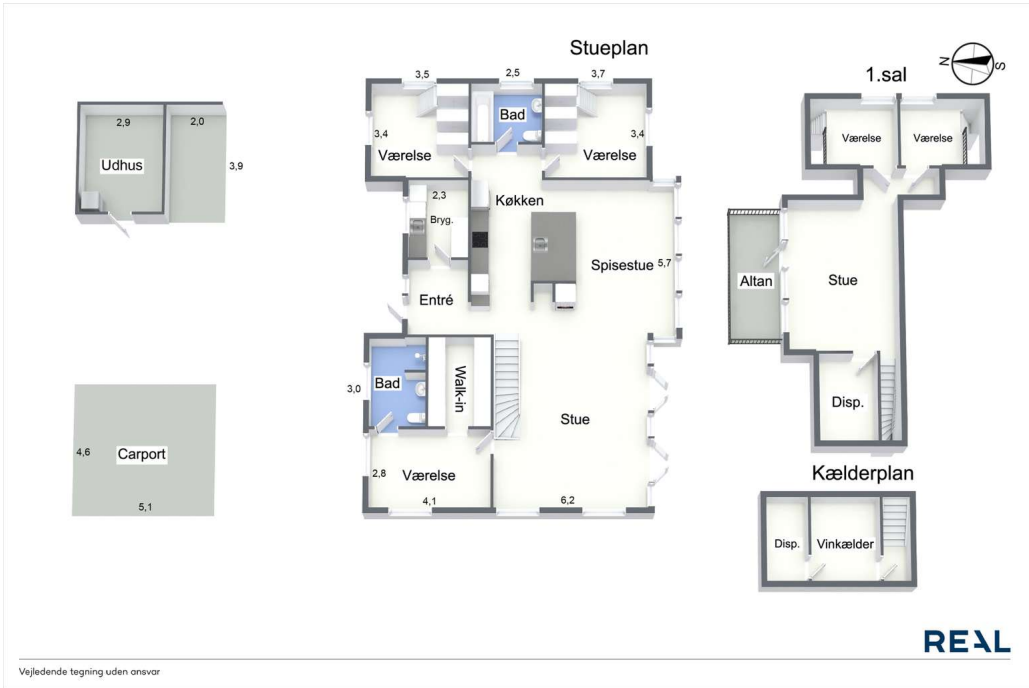 Stueplan
3,5
2,5
3,7
Bad
3,4
Værelse
3,4
Værelse
2,3
Bryg.
Køkken
Spisestue 5,7
Entré
3,0
Bad
Walk-in
Stue
2,8
Værelse
4,1
6,2
2,9
2,0
Udhus
3,9
4,6
Carport
5,1
1.sal
N
S
Værelse
Værelse
Altan
Stue
Disp.
Kælderplan
Disp.
Vinkælder
REAL
Vejledende tegning uden ansvar